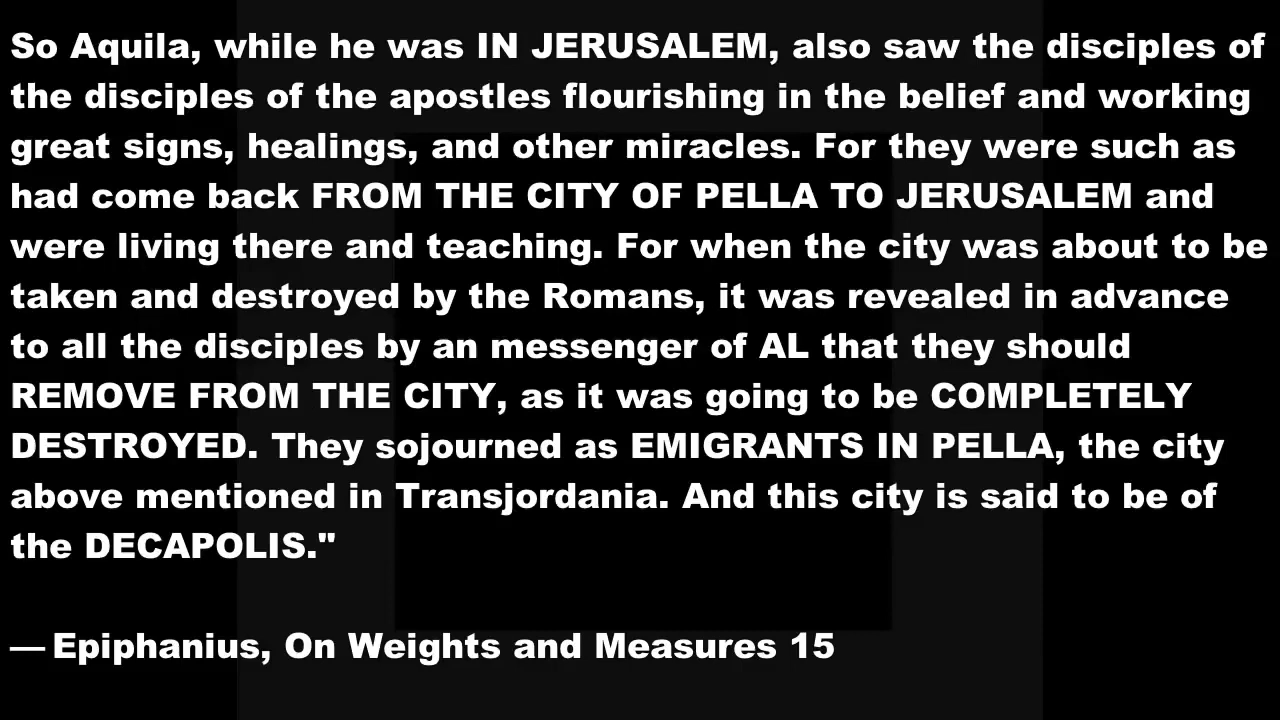 So Aquila, while he was IN JERUSALEM, also saw the disciples of
the disciples of the apostles flourishing in the belief and working
great signs, healings, and other miracles. For they were such as
had come back FROM THE CITY OF PELLA TO JERUSALEM and
were living there and teaching. For when the city was about to be
taken and destroyed by the Romans, it was revealed in advance
to all the disciples by an messenger of AL that they should
REMOVE FROM THE CITY, as it was going to be COMPLETELY
DESTROYED. They sojourned as EMIGRANTS IN PELLA, the city
above mentioned in Transjordania. And this city is said to be of
the DECAPOLIS."
— Epiphanius, On Weights and Measures 15